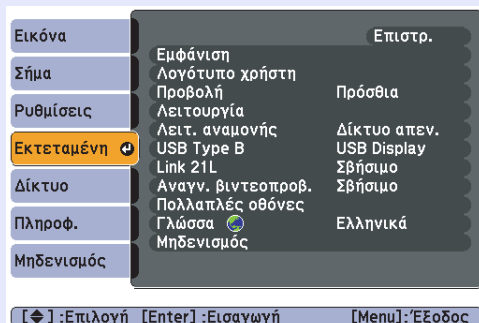 Εικόνα
Σήμα
Ρυθμίσεις
Εκτεταμένη
Δίκτυο
Πληροφ.
Μηδενισμός
Επιστρ.
Εμφάνιση
Λογότυπο χρήστη
Προβολή Πρόσθια
Λειτουργία
Λειτ. αναμονής Δίκτυο απεν.
USB Type B USB Display
Link 21L Σβήσιμο
Αναγν. βιντεοπροβ. Σβήσιμο
Πολλαπλές οθόνες
Γλώσσα Ελληνικά
Μηδενισμός
[◆] :Επιλογή [Enter] :Εισαγωγή [Menu]:Έξοδος